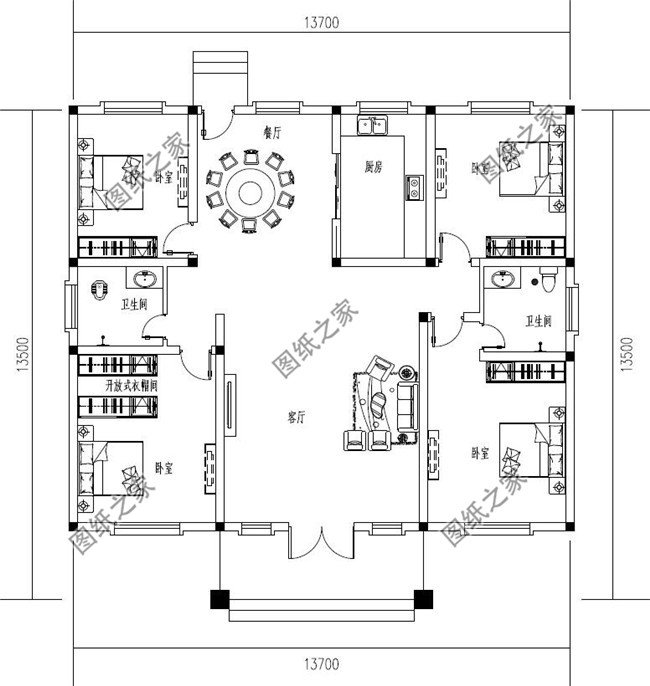 13700
餐厅
厨房
卧室
卧室
图纸之家
图纸之家
卫生间
卫生间
图纸之家
13500
13500
开放式衣帽间
客厅
卧室
卧室
图纸之家
图纸之家
13700